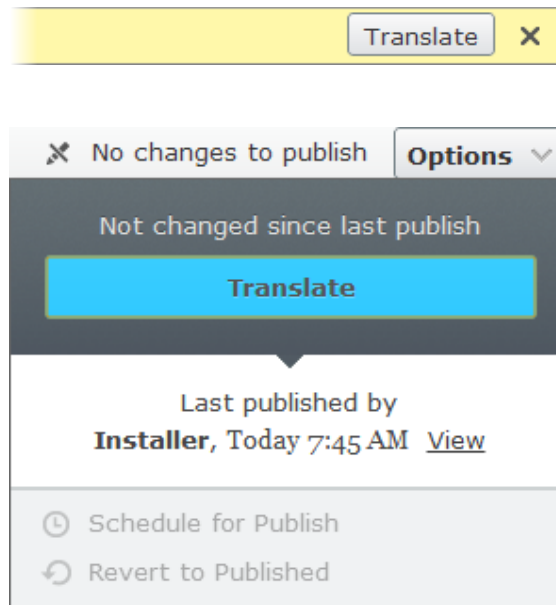 Translate
No changes to publish Options
Not changed since last publish
Translate
Last published by
Installer, Today 7:45 AM View
Schedule for Publish
Revert to Published